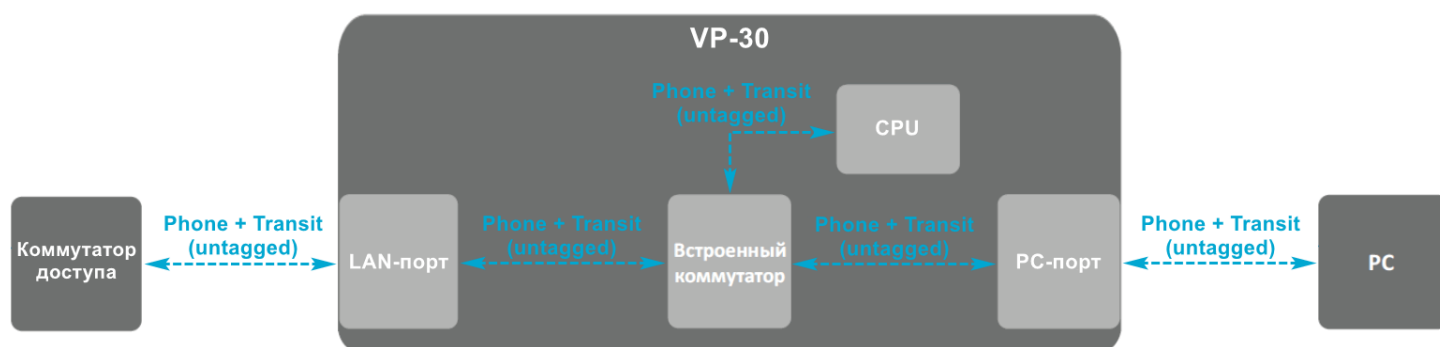 VP-30
Phone + Transit
(untagged)
CPU
Phone + Transit
(untagged)
Phone + Transit
(untagged)
Phone + Transit
(untagged)
Phone + Transit
(untagged)
Коммутатор
доступа
LAN-порт
Встроенный
коммутатор
PC-порт
PC